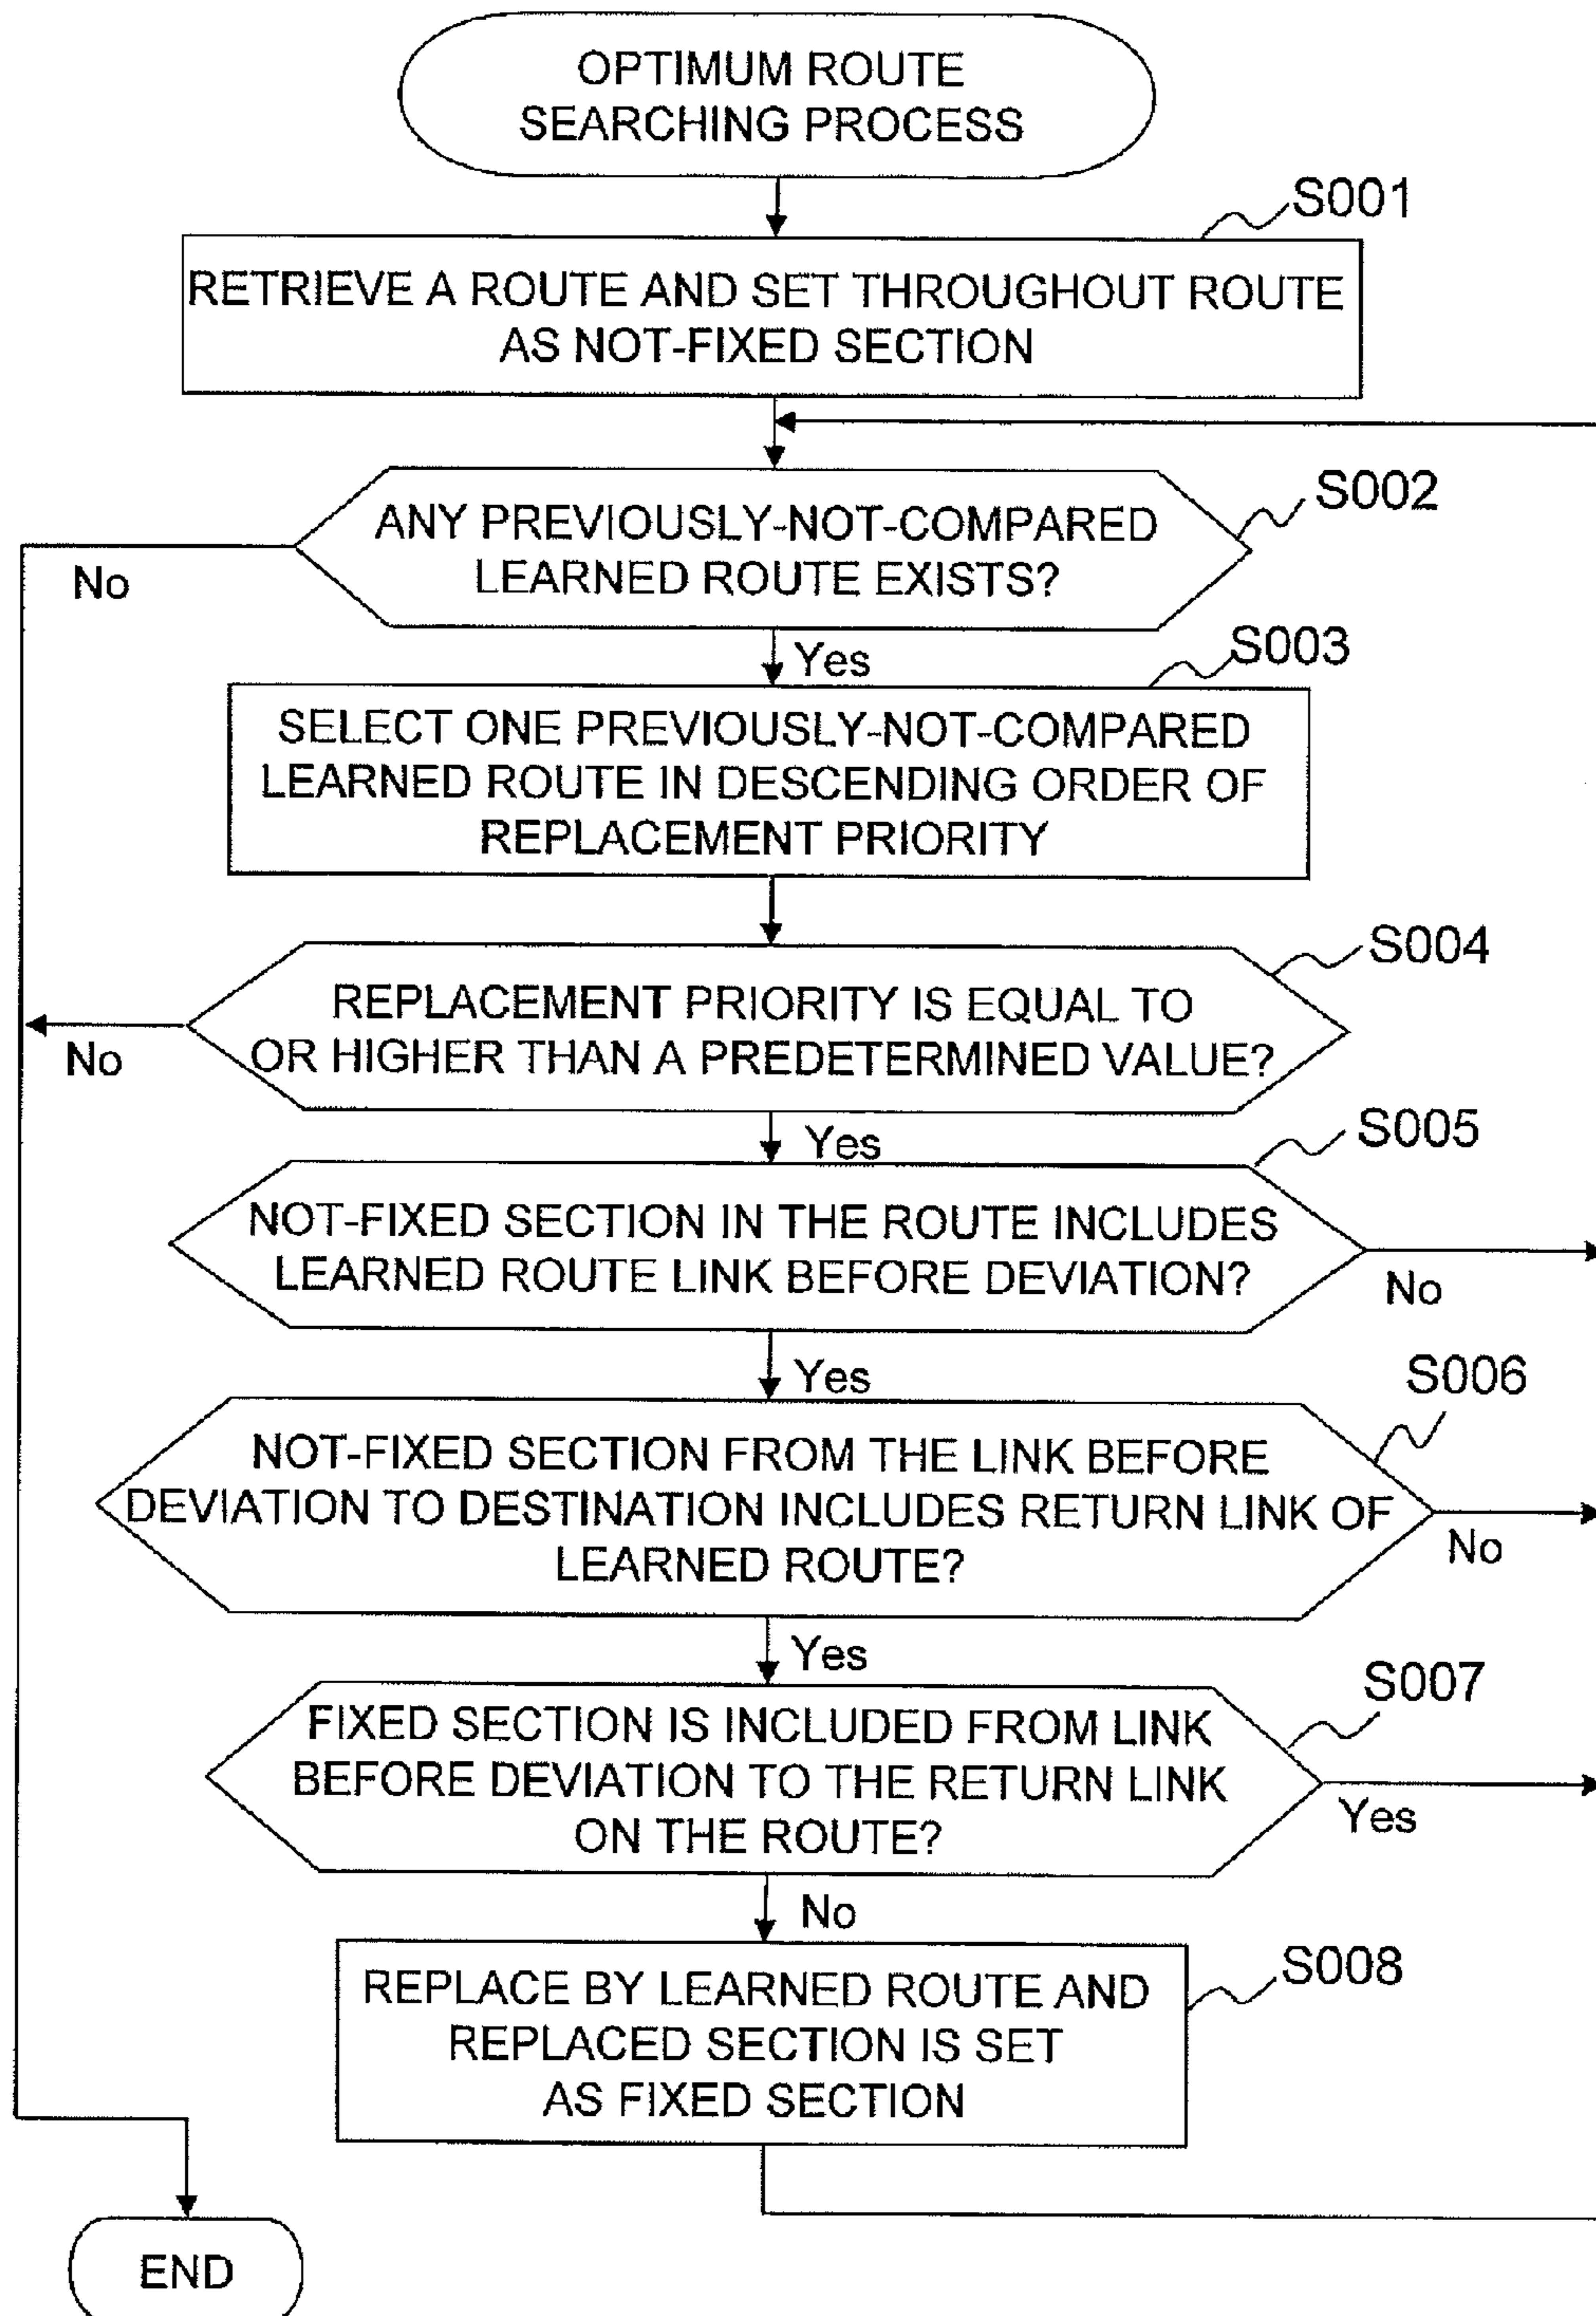 OPTIMUM ROUTE
SEARCHING PROCESS
S001
RETRIEVE A ROUTE AND SET THROUGHOUT ROUTE
AS NOT-FIXED SECTION
S002
ANY PREVIOUSLY-NOT-COMPARED
LEARNED ROUTE EXISTS?
No
Yes
S003
SELECT ONE PREVIOUSLY-NOT-COMPARED
LEARNED ROUTE IN DESCENDING ORDER OF
REPLACEMENT PRIORITY
S004
REPLACEMENT PRIORITY IS EQUAL TO
OR HIGHER THAN A PREDETERMINED VALUE?
No
Yes
S005
NOT-FIXED SECTION IN THE ROUTE INCLUDES
LEARNED ROUTE LINK BEFORE DEVIATION?
No
Yes
S006
NOT-FIXED SECTION FROM THE LINK BEFORE
DEVIATION TO DESTINATION INCLUDES RETURN LINK OF
LEARNED ROUTE?
No
Yes
S007
FIXED SECTION IS INCLUDED FROM LINK
BEFORE DEVIATION TO THE RETURN LINK
ON THE ROUTE?
Yes
No
S008
REPLACE BY LEARNED ROUTE AND
REPLACED SECTION IS SET
AS FIXED SECTION
END